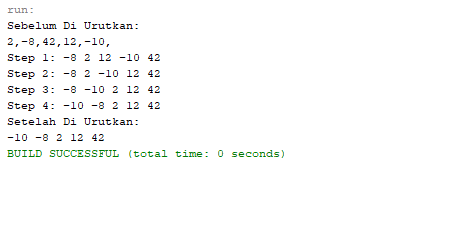 run:
Sebelum Di Urutkan:
2,-8,42,12,-10,
Step 1: -8 2 12 -10 42
Step 2: -8 2 -10 12 42
Step 3: -8 -10 2 12 42
Step 4: -10 -8 2 12 42
Setelah Di Urutkan:
-10 -8 2 12 42
BUILD SUCCESSFUL (total time: 0 seconds)